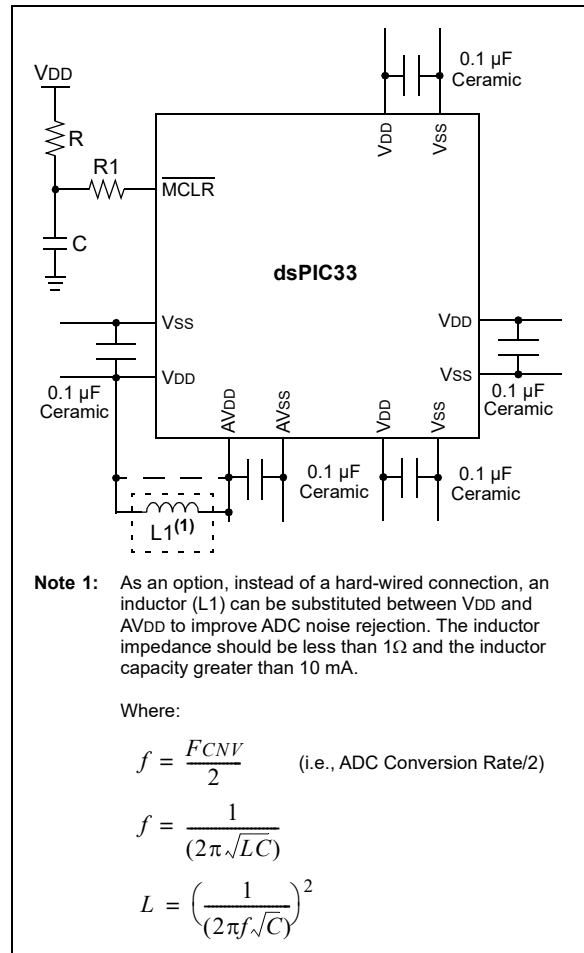 0.1 µF
Ceramic
VDD
R
R1
C
VDD
VSS
MCLR
dsPIC33
VSS
VDD
VDD
VSS
0.1 µF
Ceramic
0.1 µF
Ceramic
AVDD
AVSS
VDD
VSS
0.1 µF
Ceramic
0.1 µF
Ceramic
L1(1)
Note 1: As an option, instead of a hard-wired connection, an
inductor (L1) can be substituted between VDD and
AVDD to improve ADC noise rejection. The inductor
impedance should be less than 1Ω and the inductor
capacity greater than 10 mA.
Where:
f = FCNV / 2 (i.e., ADC Conversion Rate/2)
f = 1 / (2π√LC)
L = (1 / (2πf√C))²